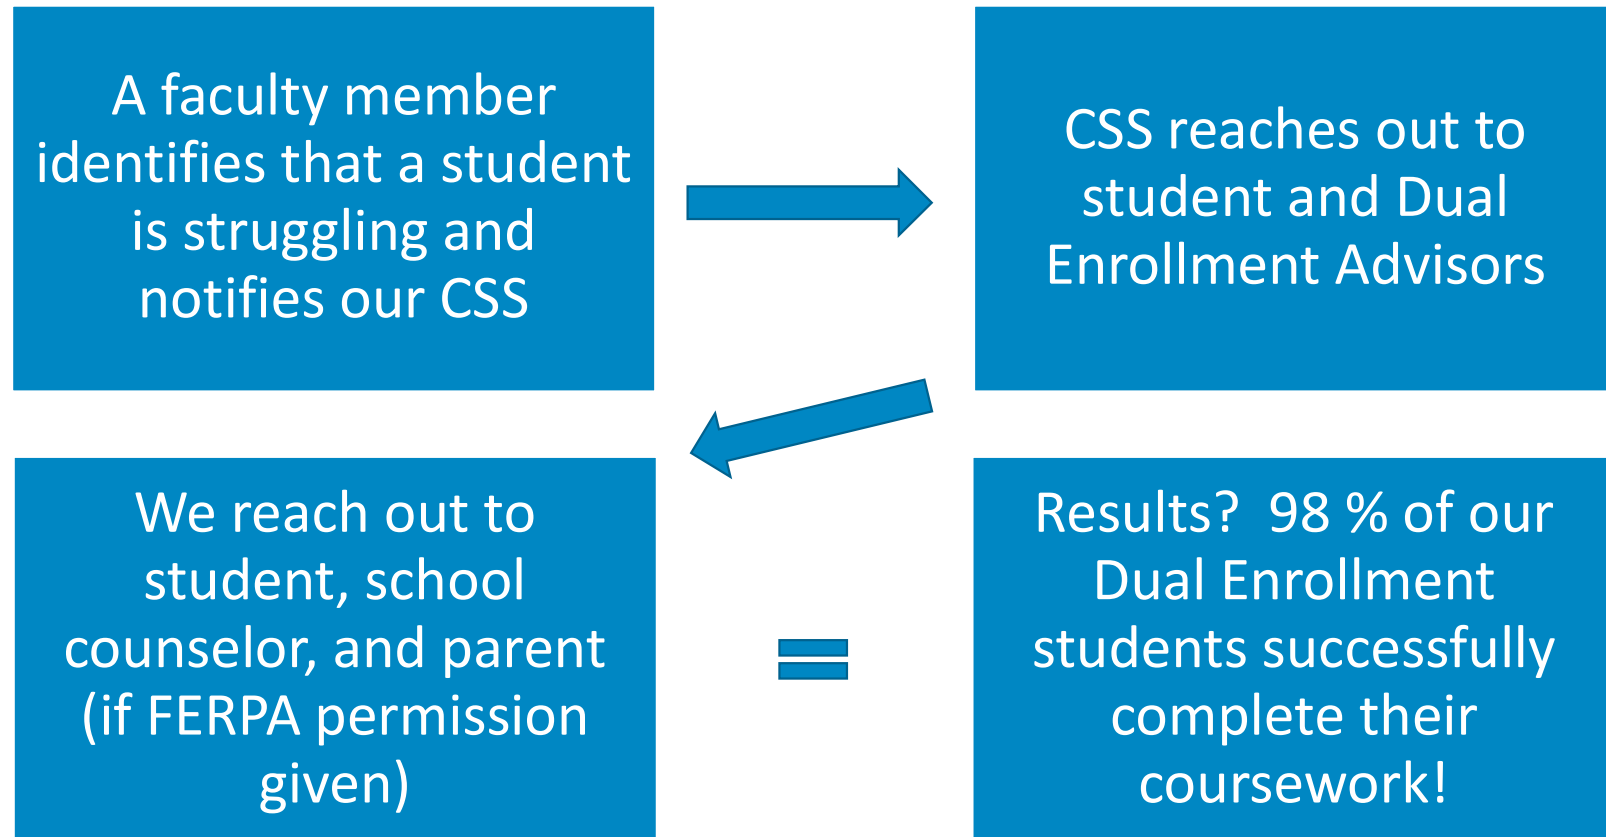 A faculty member
identifies that a student
is struggling and
notifies our CSS
CSS reaches out to
student and Dual
Enrollment Advisors
We reach out to
student, school
counselor, and parent
(if FERPA permission
given)
Results?  98 % of our
Dual Enrollment
students successfully
complete their
coursework!